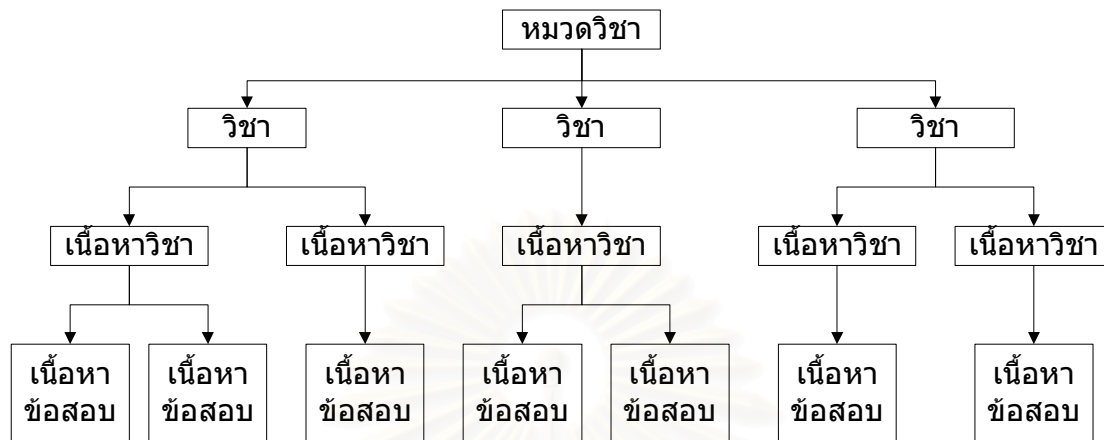 หมวดวิชา
วิชา วิชา วิชา
เนื้อหาวิชา เนื้อหาวิชา เนื้อหาวิชา เนื้อหาวิชา เนื้อหาวิชา
เนื้อหา เนื้อหา เนื้อหา เนื้อหา เนื้อหา เนื้อหา เนื้อหา
ข้อสอบ ข้อสอบ ข้อสอบ ข้อสอบ ข้อสอบ ข้อสอบ ข้อสอบ